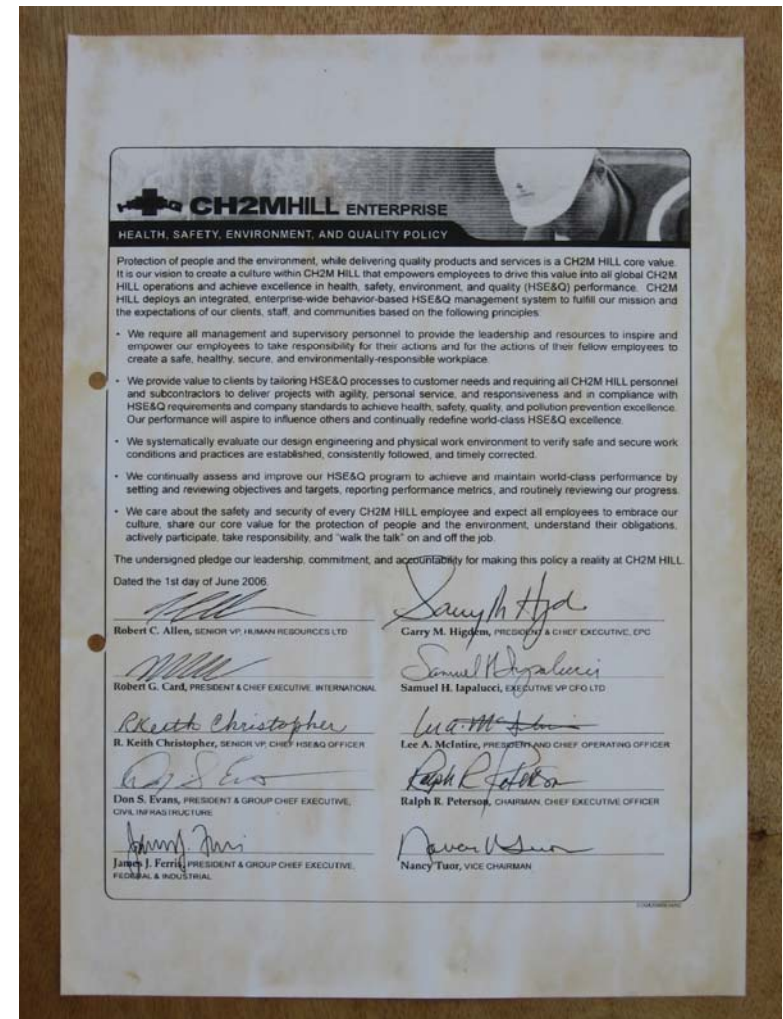 CH2MHILL ENTERPRISE
HEALTH, SAFETY, ENVIRONMENT, AND QUALITY POLICY
Protection of people and the environment, while delivering quality products and services is a CH2M HILL core value.
It is our vision to create a culture within CH2M HILL that empowers employees to drive this value into all global CH2M
HILL operations and achieve excellence in health, safety, environment, and quality (HSE&Q) performance. CH2M
HILL deploys an integrated, enterprise-wide behavior-based HSE&Q management system to fulfill our mission and
the expectations of our clients, staff, and communities based on the following principles:
• We require all management and supervisory personnel to provide the leadership and resources to inspire and
empower our employees to take responsibility for their actions and for the actions of their fellow employees to
create a safe, healthy, secure, and environmentally-responsible workplace.
• We provide value to clients by tailoring HSE&Q processes to customer needs and requiring all CH2M HILL personnel
and subcontractors to deliver projects with agility, personal service, and responsiveness and in compliance with
HSE&Q requirements and company standards to achieve health, safety, quality, and pollution prevention excellence.
Our performance will aspire to influence others and continually redefine world-class HSE&Q excellence.
• We systematically evaluate our design engineering and physical work environment to verify safe and secure work
conditions and practices are established, consistently followed, and timely corrected.
• We continually assess and improve our HSE&Q program to achieve and maintain world-class performance by
setting and reviewing objectives and targets, reporting performance metrics, and routinely reviewing our progress.
• We care about the safety and security of every CH2M HILL employee and expect all employees to embrace our
culture, share our core value for the protection of people and the environment, understand their obligations,
actively participate, take responsibility, and "walk the talk" on and off the job.
The undersigned pledge our leadership, commitment, and accountability for making this policy a reality at CH2M HILL.
Dated the 1st day of June 2006.
Robert C. Allen, SENIOR VP, HUMAN RESOURCES LTD
Garry M. Higdem, PRESIDENT & CHIEF EXECUTIVE, EPC
Samuel H Iapalucci
Robert G. Card, PRESIDENT & CHIEF EXECUTIVE, INTERNATIONAL
Samuel H. Iapalucci, EXECUTIVE VP CFO LTD
RKeith Christopher
R. Keith Christopher, SENIOR VP, CHIEF HSE&Q OFFICER
Lee A. McIntire, PRESIDENT AND CHIEF OPERATING OFFICER
Ralph R Peterson
Don S. Evans, PRESIDENT & GROUP CHIEF EXECUTIVE,
CIVIL INFRASTRUCTURE
Ralph R. Peterson, CHAIRMAN, CHIEF EXECUTIVE OFFICER
James J. Ferris, PRESIDENT & GROUP CHIEF EXECUTIVE,
FEDERAL & INDUSTRIAL
Nancy Tuor, VICE CHAIRMAN